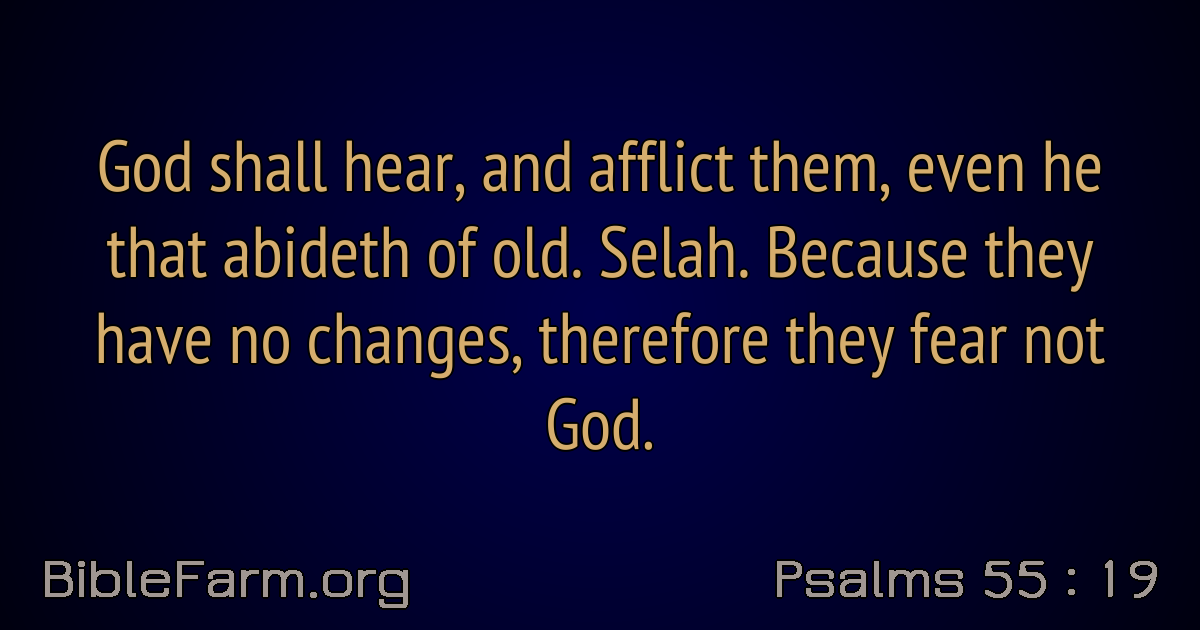 God shall hear, and afflict them, even he
that abideth of old. Selah. Because they
have no changes, therefore they fear not
God.
BibleFarm.org
Psalms 55 : 19